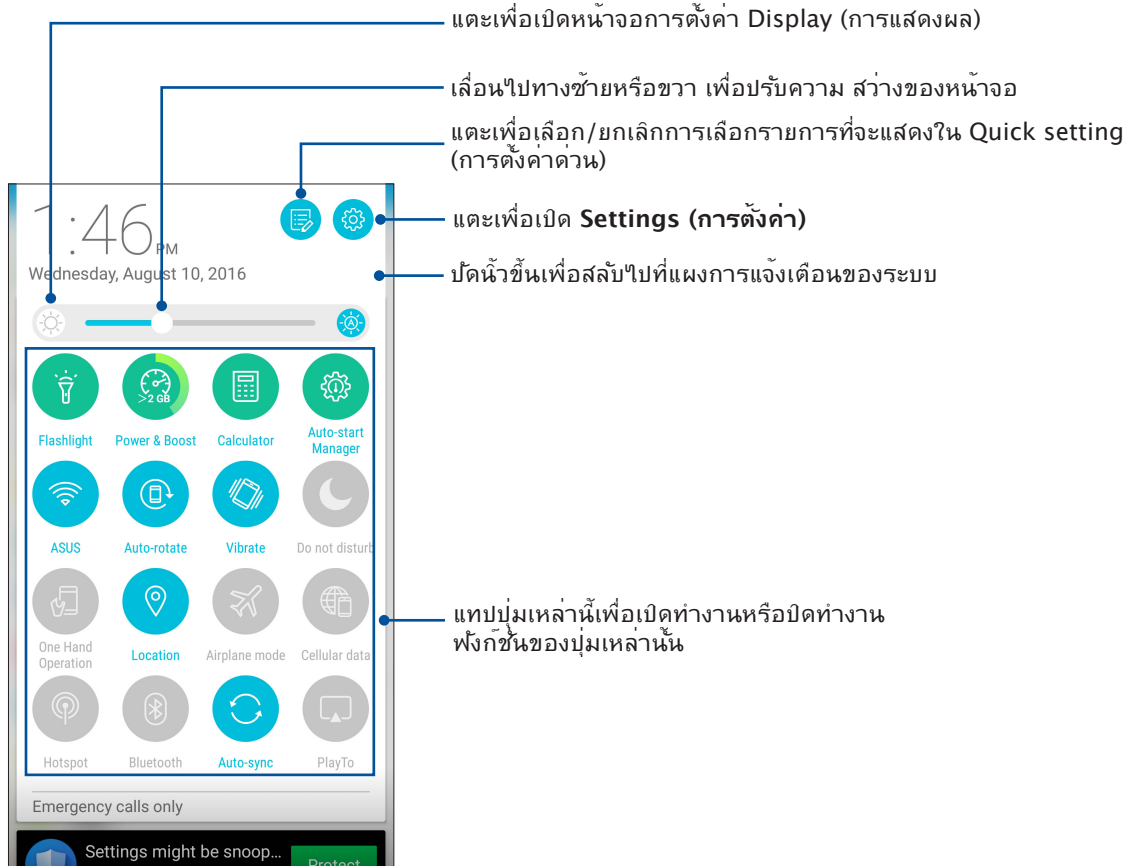 แตะเพื่อเปิดหน้าจอการตั้งค่า Display (การแสดงผล)
เลื่อนไปทางซ้ายหรือขวา เพื่อปรับความ สว่างของหน้าจอ
แตะเพื่อเลือก/ยกเลิกการเลือกรายการที่จะแสดงใน Quick setting
(การตั้งค่าด่วน)
แตะเพื่อเปิด Settings (การตั้งค่า)
ปัดนิ้วขึ้นเพื่อสลับไปที่แผงการแจ้งเตือนของระบบ
1:46 PM
Wednesday, August 10, 2016
A
>2 GB
Flashlight
Power & Boost
Calculator
Auto-start
Manager
ASUS
Auto-rotate
Vibrate
Do not disturb
แทปปุ่มเหล่านี้เพื่อเปิดทำงานหรือปิดทำงาน
ฟังก์ชั่นของปุ่มเหล่านั้น
One Hand
Operation
Location
Airplane mode
Cellular data
Hotspot
Bluetooth
Auto-sync
PlayTo
Emergency calls only
Settings might be snoop...
Protect